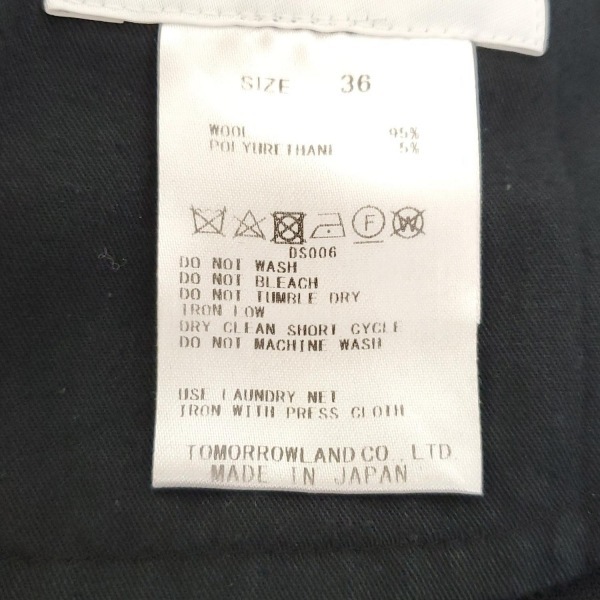 SIZE 36
WOOL 95%
POLYURETHANE 5%
F W
DS006
DO NOT WASH
DO NOT BLEACH
DO NOT TUMBLE DRY
IRON LOW
DRY CLEAN SHORT CYCLE
DO NOT MACHINE WASH
USE LAUNDRY NET
IRON WITH PRESS CLOTH
TOMORROWLAND CO., LTD.
MADE IN JAPAN